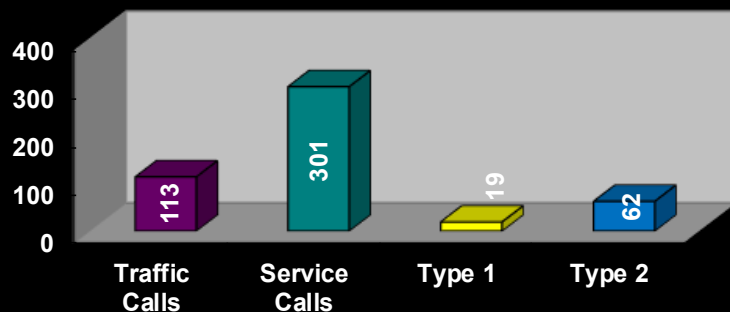 400
300
200
100
0
113
301
19
62
Traffic Calls
Service Calls
Type 1
Type 2